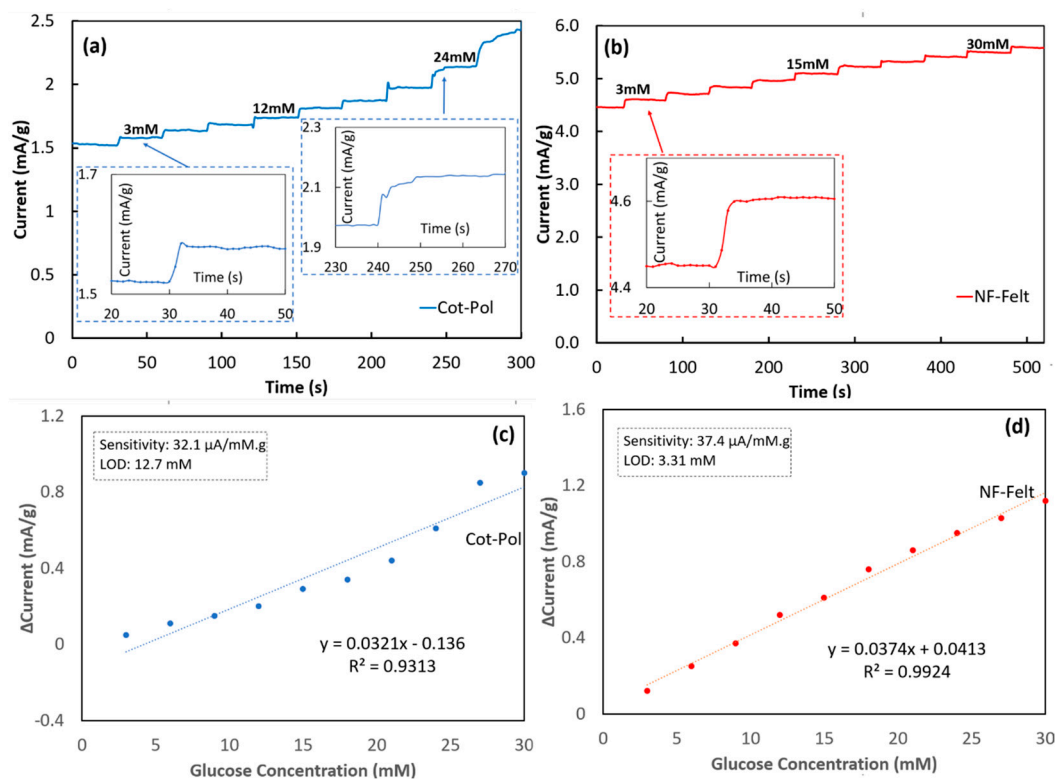 (a)
2.5
2
1.5
1
0.5
0
Current (mA/g)
3mM
12mM
24mM
1.7
1.5
Current (mA/g)
Time (s)
20
30
40
50
2.3
2.1
1.9
Current (mA/g)
Time (s)
230
240
250
260
270
Cot-Pol
0
50
100
150
200
250
300
Time (s)
(b)
6.0
5.0
4.0
3.0
2.0
1.0
0.0
Current (mA/g)
3mM
15mM
30mM
4.6
4.4
Current (mA/g)
Time (s)
20
30
40
50
NF-Felt
0
100
200
300
400
500
Time (s)
(c)
1.2
0.8
0.4
0
-0.4
ΔCurrent (mA/g)
Sensitivity: 32.1 µA/mM.g
LOD: 12.7 mM
Cot-Pol
y = 0.0321x - 0.136
R² = 0.9313
0
5
10
15
20
25
30
Glucose Concentration (mM)
(d)
1.6
1.2
0.8
0.4
0
ΔCurrent (mA/g)
Sensitivity: 37.4 µA/mM.g
LOD: 3.31 mM
NF-Felt
y = 0.0374x + 0.0413
R² = 0.9924
0
5
10
15
20
25
30
Glucose Concentration (mM)